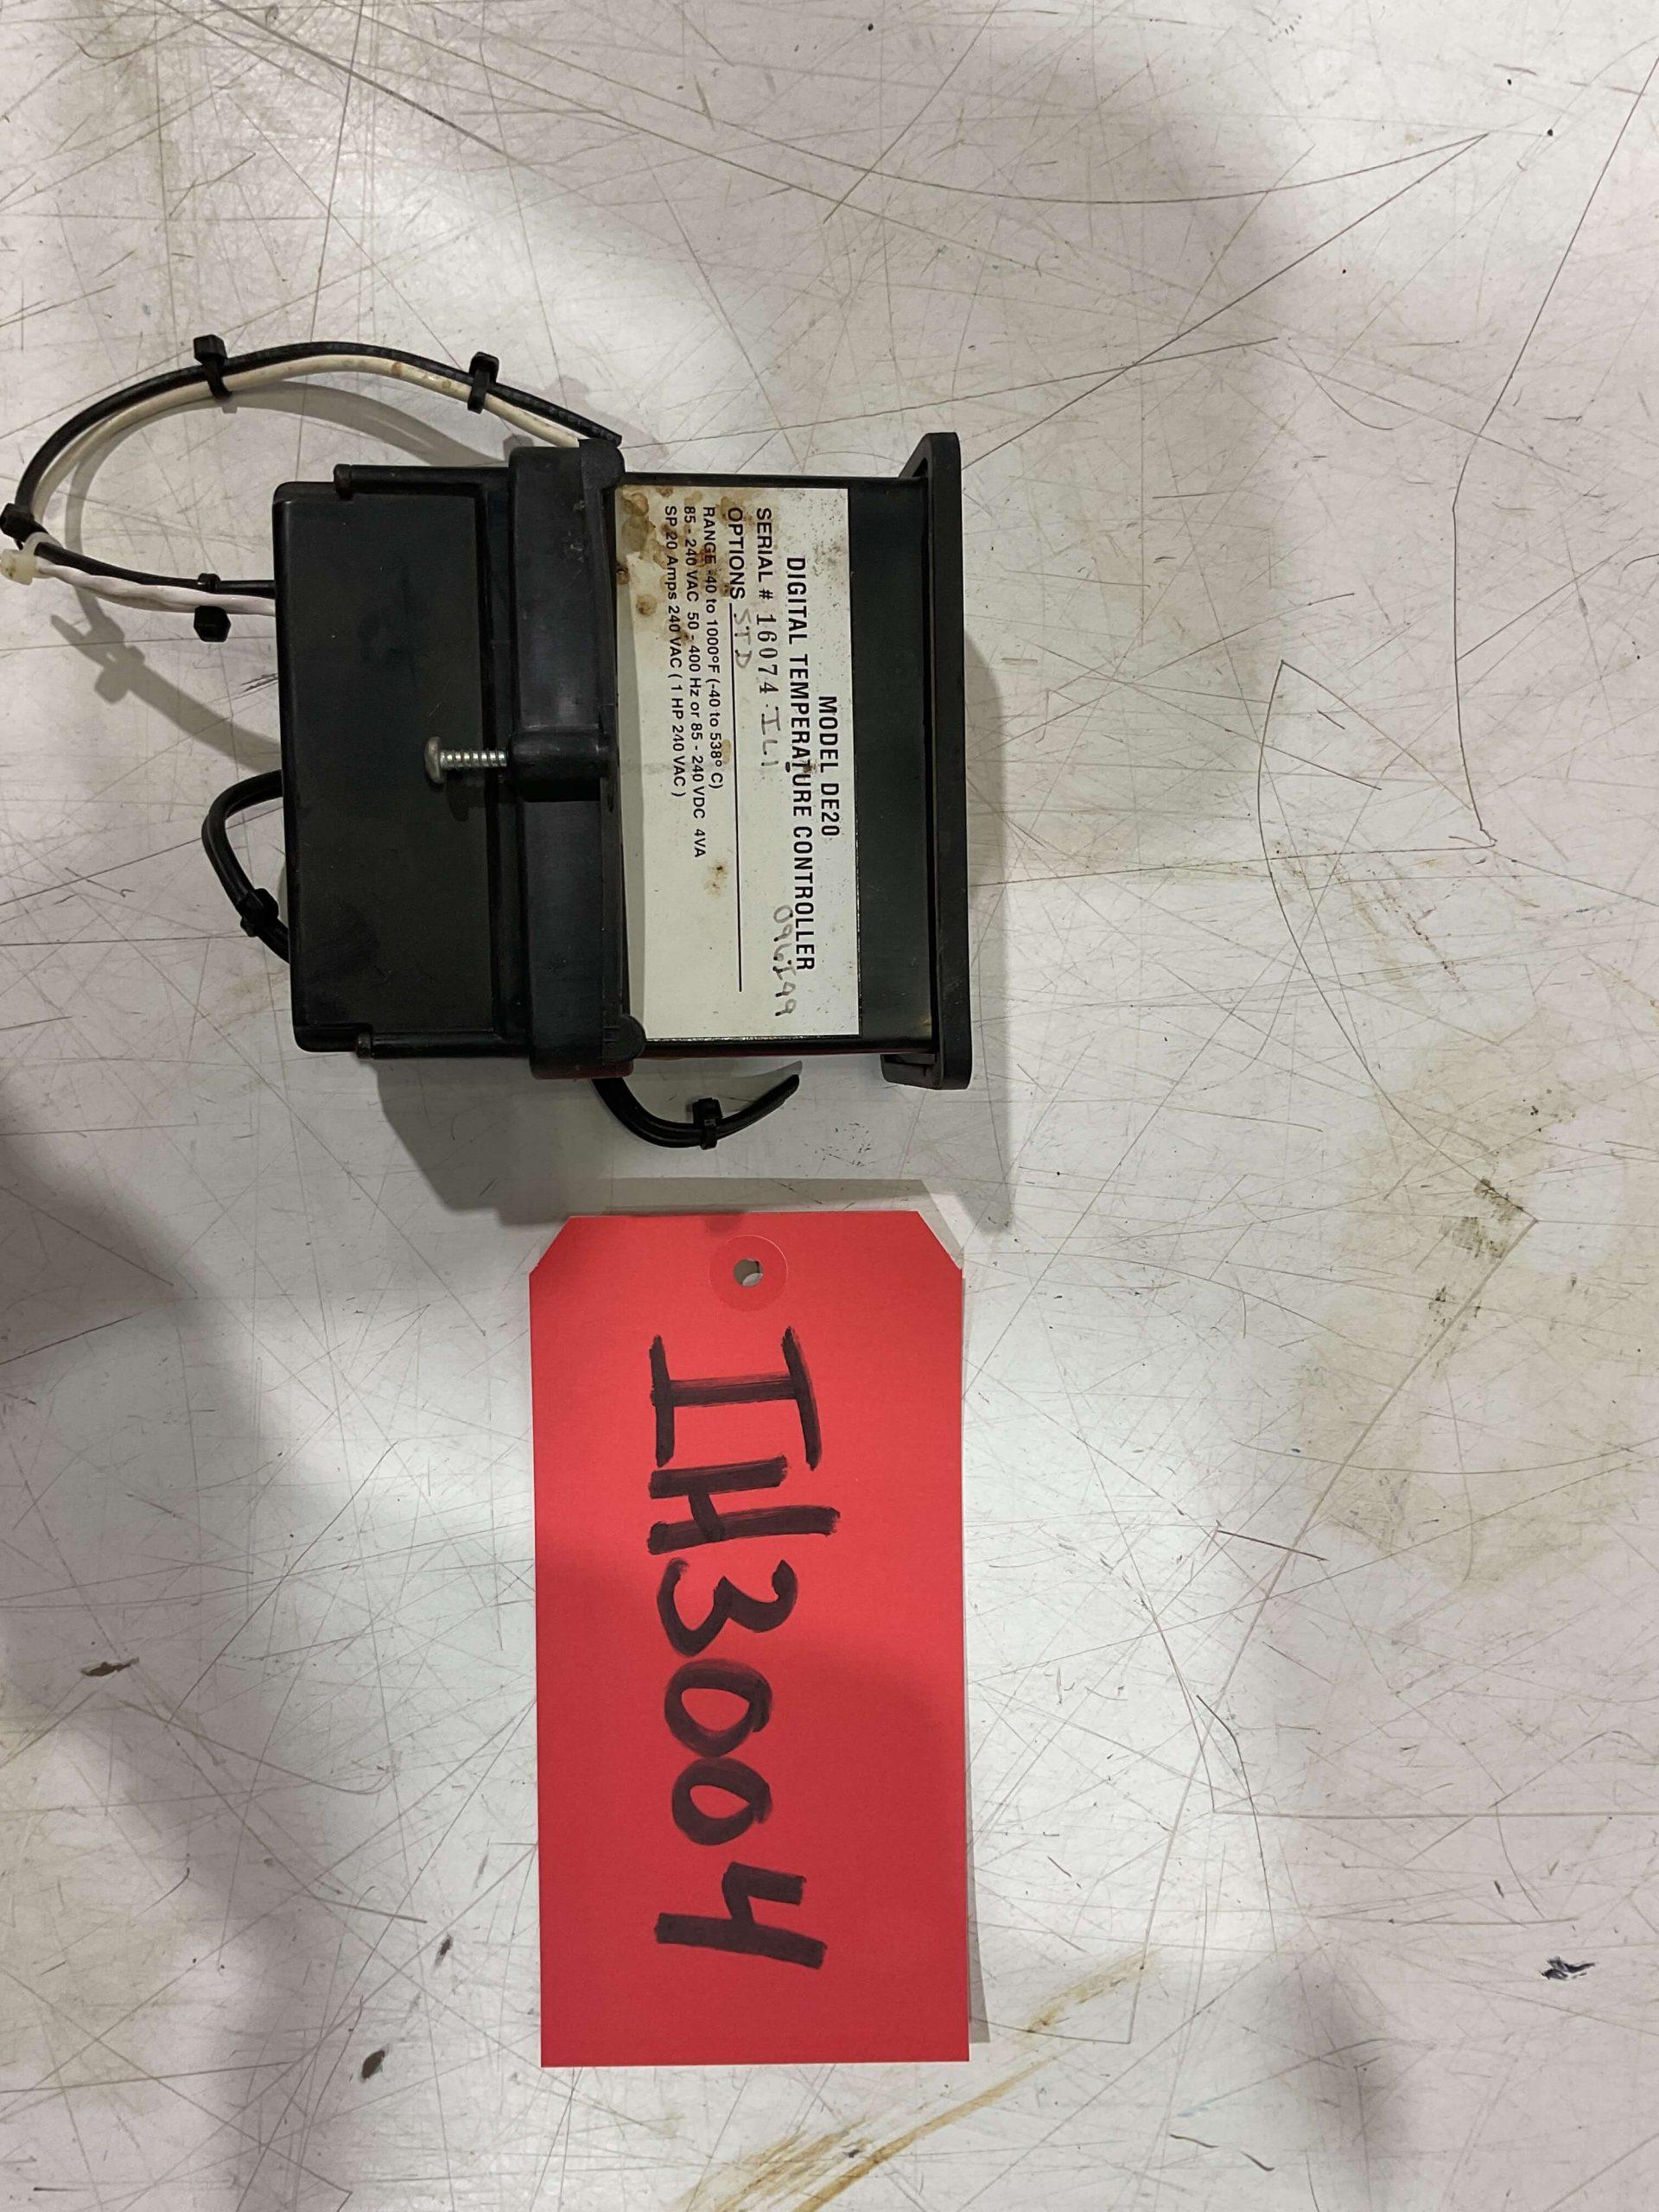 MODEL DE20
DIGITAL TEMPERATURE CONTROLLER
SERIAL # 16074 IL1
OPTIONS STD
RANGE -40 to 1000°F (-40 to 538° C)
85 - 240 VAC 50 - 400 Hz or 85 - 240 VDC 4VA
SP 20 Amps 240 VAC ( 1 HP 240 VAC )
IH3004